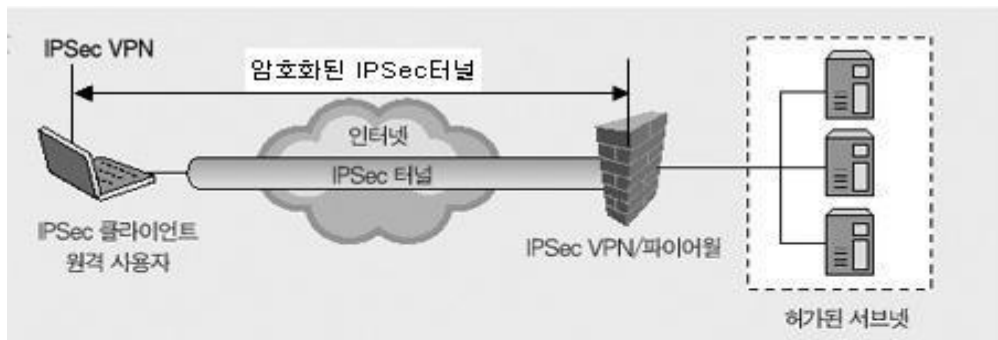 IPSec VPN
암호화된 IPSec터널
인터넷
IPSec 터널
IPSec 클라이언트
원격 사용자
IPSec VPN/파이어월
허가된 서브넷